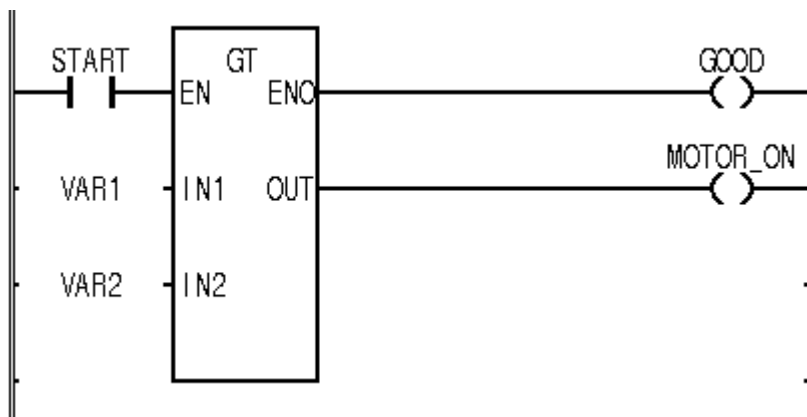 START GT GOOD
EN ENO
MOTOR_ON
VAR1 IN1 OUT
VAR2 IN2